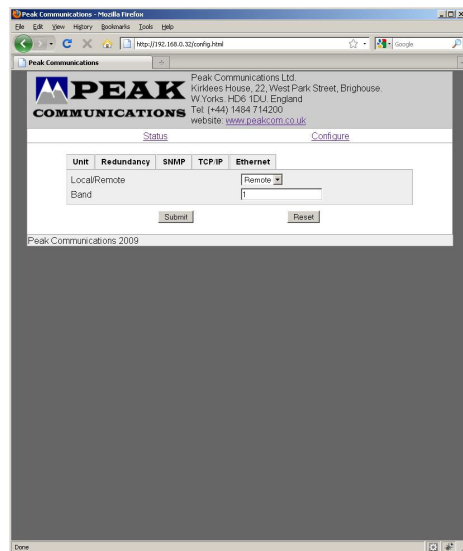 Peak Communications - Mozilla Firefox
File Edit View History Bookmarks Tools Help
http://192.168.0.32/config.html
Google
Peak Communications
PEAK
COMMUNICATIONS
Peak Communications Ltd.
Kirklees House, 22, West Park Street, Brighouse.
W.Yorks. HD6 1DU. England
Tel: (+44) 1484 714200
website: www.peakcom.co.uk
Status Configure
Unit Redundancy SNMP TCP/IP Ethernet
Local/Remote Remote
Band 1
Submit Reset
Peak Communications 2009
Done